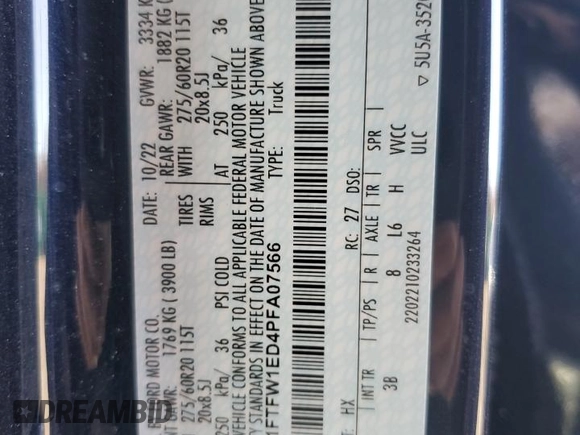 FORD MOTOR CO. DATE: 10/22 GVWR: 3334 K
GAWR: 1769 KG ( 3900 LB) REAR GAWR: 1882 KG (
275/60R20 115T TIRES WITH 275/60R20 115T
20x8.5J RIMS 20x8.5J
250 kPa/ 36 PSI COLD AT 250 kPa/ 36
VEHICLE CONFORMS TO ALL APPLICABLE FEDERAL MOTOR VEHICLE
Y STANDARDS IN EFFECT ON THE DATE OF MANUFACTURE SHOWN ABOVE
1FTFW1ED4PFA07566 TYPE: Truck
HX RC: 27 DSO:
INT TR TP/PS R AXLE TR SPR
3B 8 L6 H VVCC
2202210233264 ULC
▽ 5U5A-3520
DREAMBID